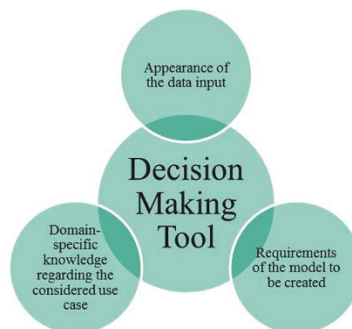 Appearance of
the data input
Decision
Making
Tool
Domain-
specific
knowledge
regarding the
considered use
case
Requirements
of the model to
be created